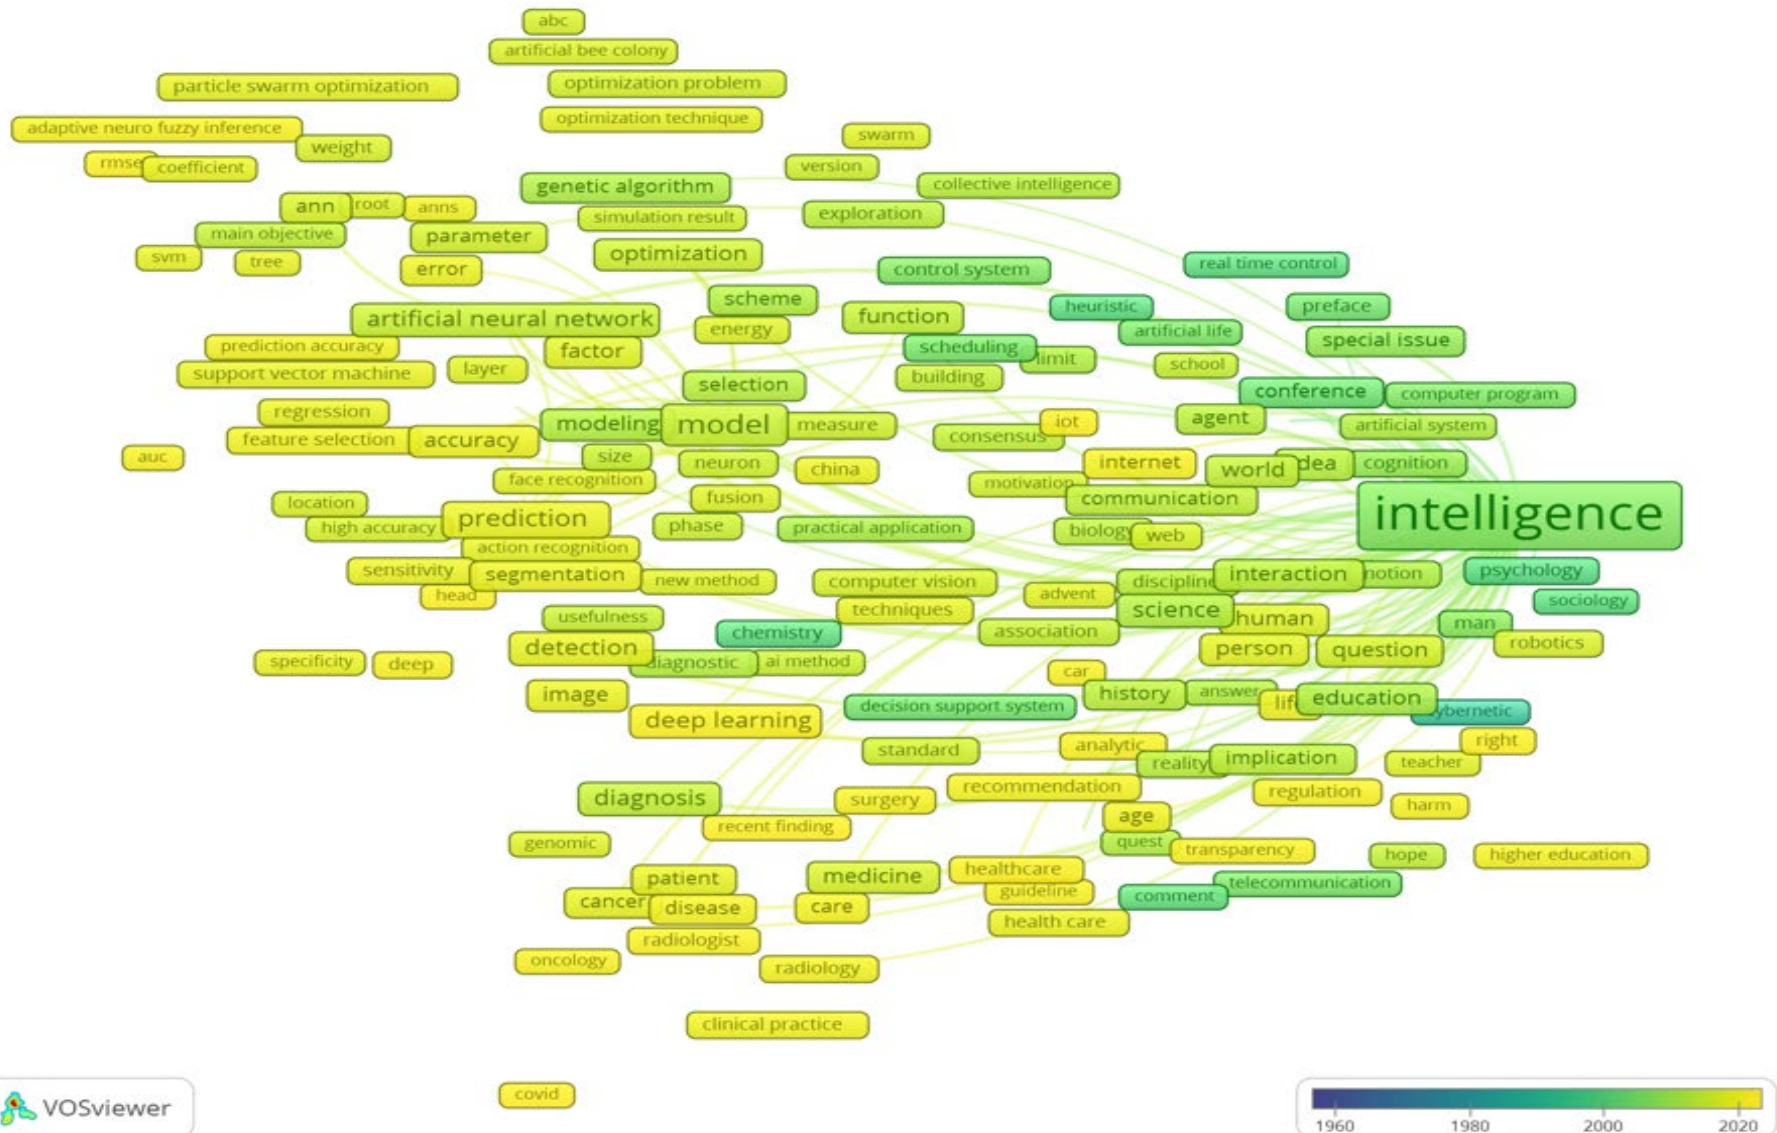 abc
artificial bee colony
particle swarm optimization
optimization problem
optimization technique
adaptive neuro fuzzy inference
weight
swarm
rmse
coefficient
version
genetic algorithm
collective intelligence
ann
root
anns
simulation result
exploration
main objective
parameter
optimization
svm
tree
error
control system
real time control
scheme
heuristic
preface
artificial neural network
energy
function
artificial life
special issue
prediction accuracy
factor
scheduling
limit
school
support vector machine
layer
selection
building
conference
computer program
regression
modeling
model
measure
iot
agent
artificial system
feature selection
accuracy
consensus
auc
size
neuron
china
internet
world
cognition
face recognition
motivation
location
fusion
communication
intelligence
high accuracy
prediction
phase
practical application
biology
web
action recognition
sensitivity
segmentation
new method
computer vision
discipline
interaction
psychology
head
techniques
advent
science
sociology
usefulness
chemistry
association
human
man
detection
diagnostic
ai method
person
question
robotics
specificity
deep
car
image
history
answer
education
deep learning
decision support system
standard
analytic
reality
implication
right
teacher
diagnosis
surgery
recommendation
regulation
harm
recent finding
age
genomic
quest
transparency
hope
higher education
patient
medicine
healthcare
telecommunication
cancer
disease
care
guideline
comment
radiologist
health care
oncology
radiology
clinical practice
covid
VOSviewer
1960 1980 2000 2020